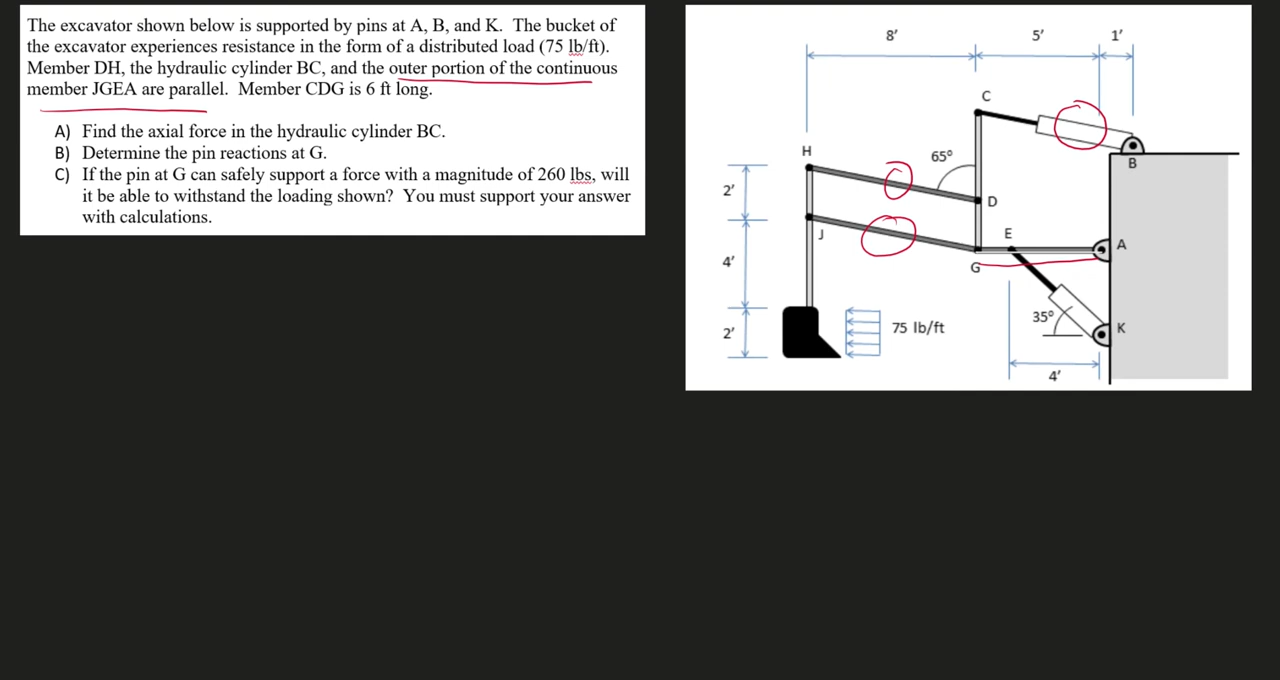 The excavator shown below is supported by pins at A, B, and K. The bucket of
the excavator experiences resistance in the form of a distributed load (75 lb/ft).
Member DH, the hydraulic cylinder BC, and the outer portion of the continuous
member JGEA are parallel. Member CDG is 6 ft long.
A) Find the axial force in the hydraulic cylinder BC.
B) Determine the pin reactions at G.
C) If the pin at G can safely support a force with a magnitude of 260 lbs, will
it be able to withstand the loading shown? You must support your answer
with calculations.
8' 5' 1'
C
H 65° B
2' D
J E A
4' G
35° K
2' 75 lb/ft
4'